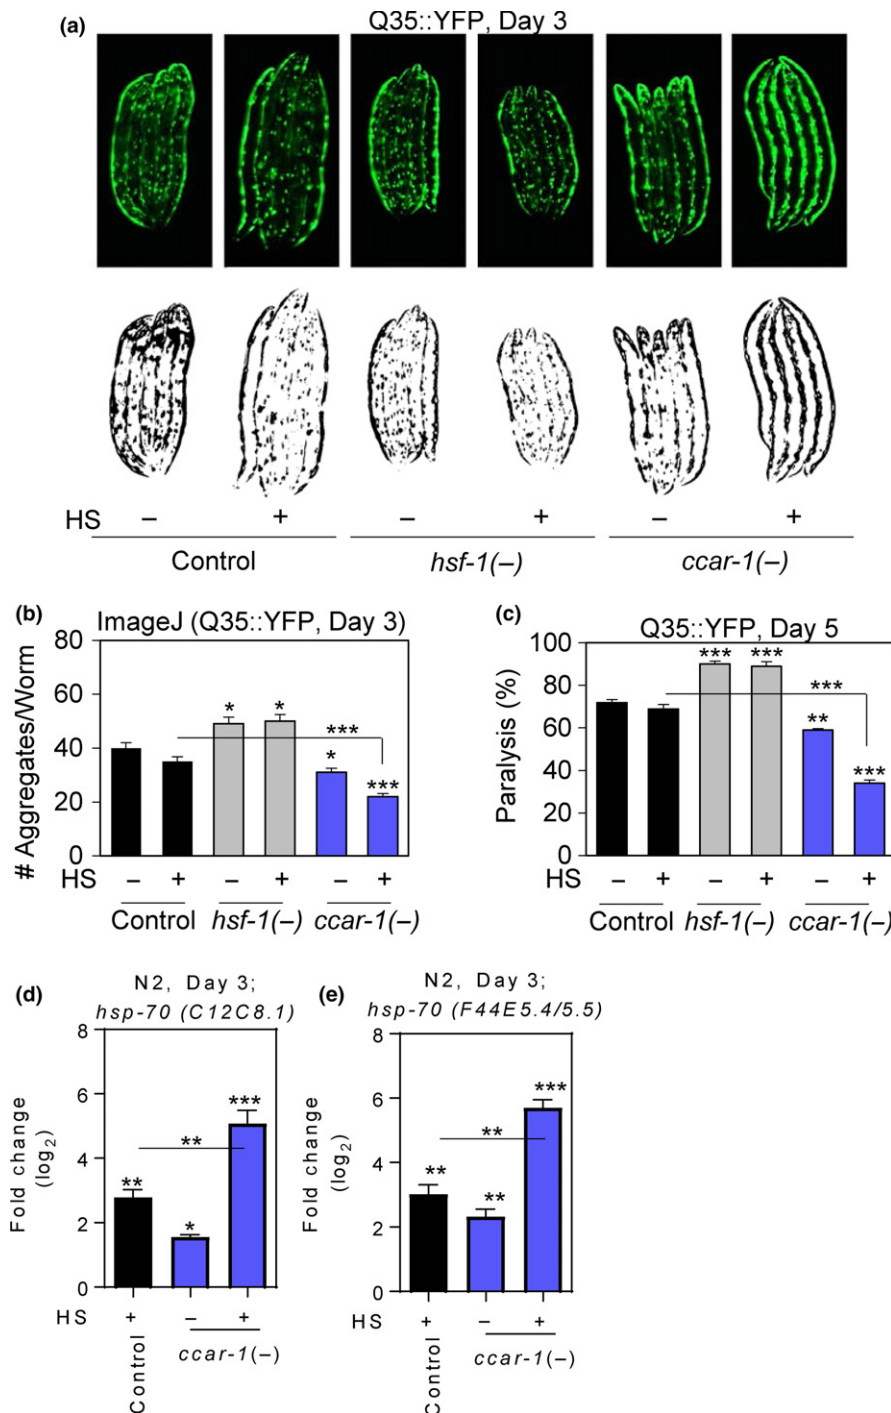 (a)
Q35::YFP, Day 3
HS – + – + – +
Control hsf-1(–) ccar-1(–)
(b)
ImageJ (Q35::YFP, Day 3)
# Aggregates/Worm
80
60
40
20
0
* * * *** ***
HS – + – + – +
Control hsf-1(–) ccar-1(–)
(c)
Q35::YFP, Day 5
Paralysis (%)
100
80
60
40
20
0
*** *** ** *** ***
HS – + – + – +
Control hsf-1(–) ccar-1(–)
(d)
N2, Day 3;
hsp-70 (C12C8.1)
Fold change
(log2)
8
6
4
2
0
** * *** **
HS + – +
Control ccar-1(–)
(e)
N2, Day 3;
hsp-70 (F44E5.4/5.5)
Fold change
(log2)
8
6
4
2
0
** ** *** **
HS + – +
Control ccar-1(–)